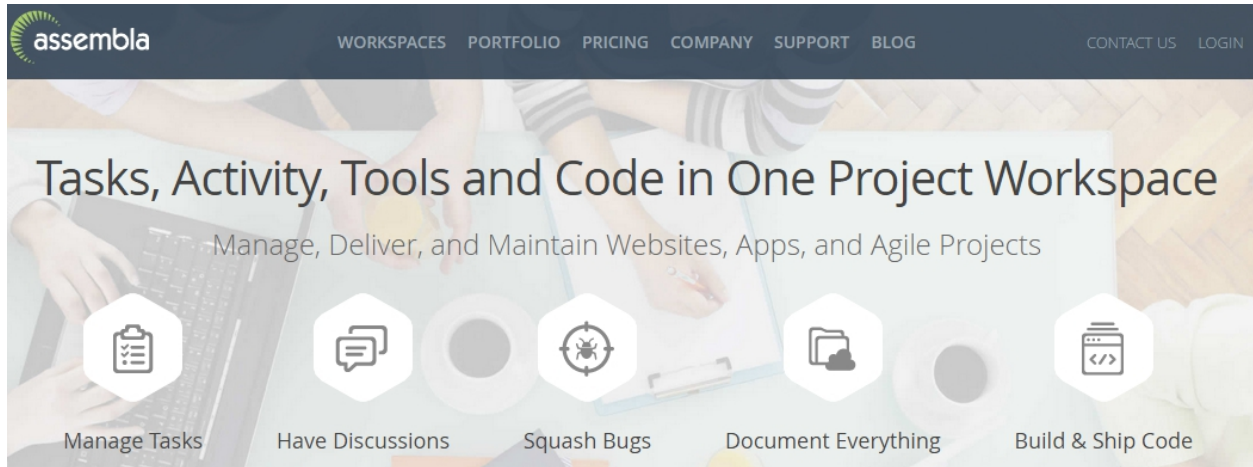 assembla
WORKSPACES PORTFOLIO PRICING COMPANY SUPPORT BLOG CONTACT US LOGIN
Tasks, Activity, Tools and Code in One Project Workspace
Manage, Deliver, and Maintain Websites, Apps, and Agile Projects
Manage Tasks Have Discussions Squash Bugs Document Everything Build & Ship Code